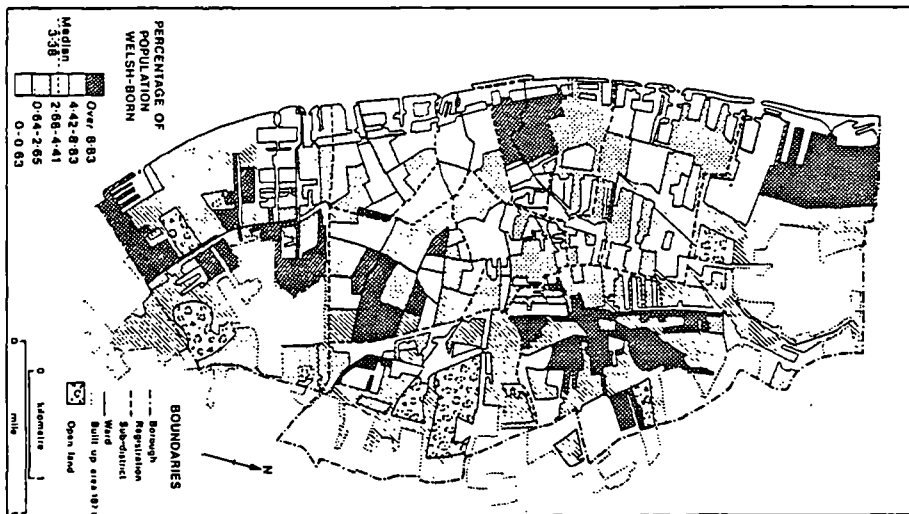 PERCENTAGE OF
POPULATION
WELSH-BORN
Over 8·83
4·42-8·83
2·66-4·41
0·64-2·65
0-0·63
Median
3·38
BOUNDARIES
Borough
Registration
Sub-district
Ward
Built up area 187
Open land
N
0
1
kilometre
0
mile